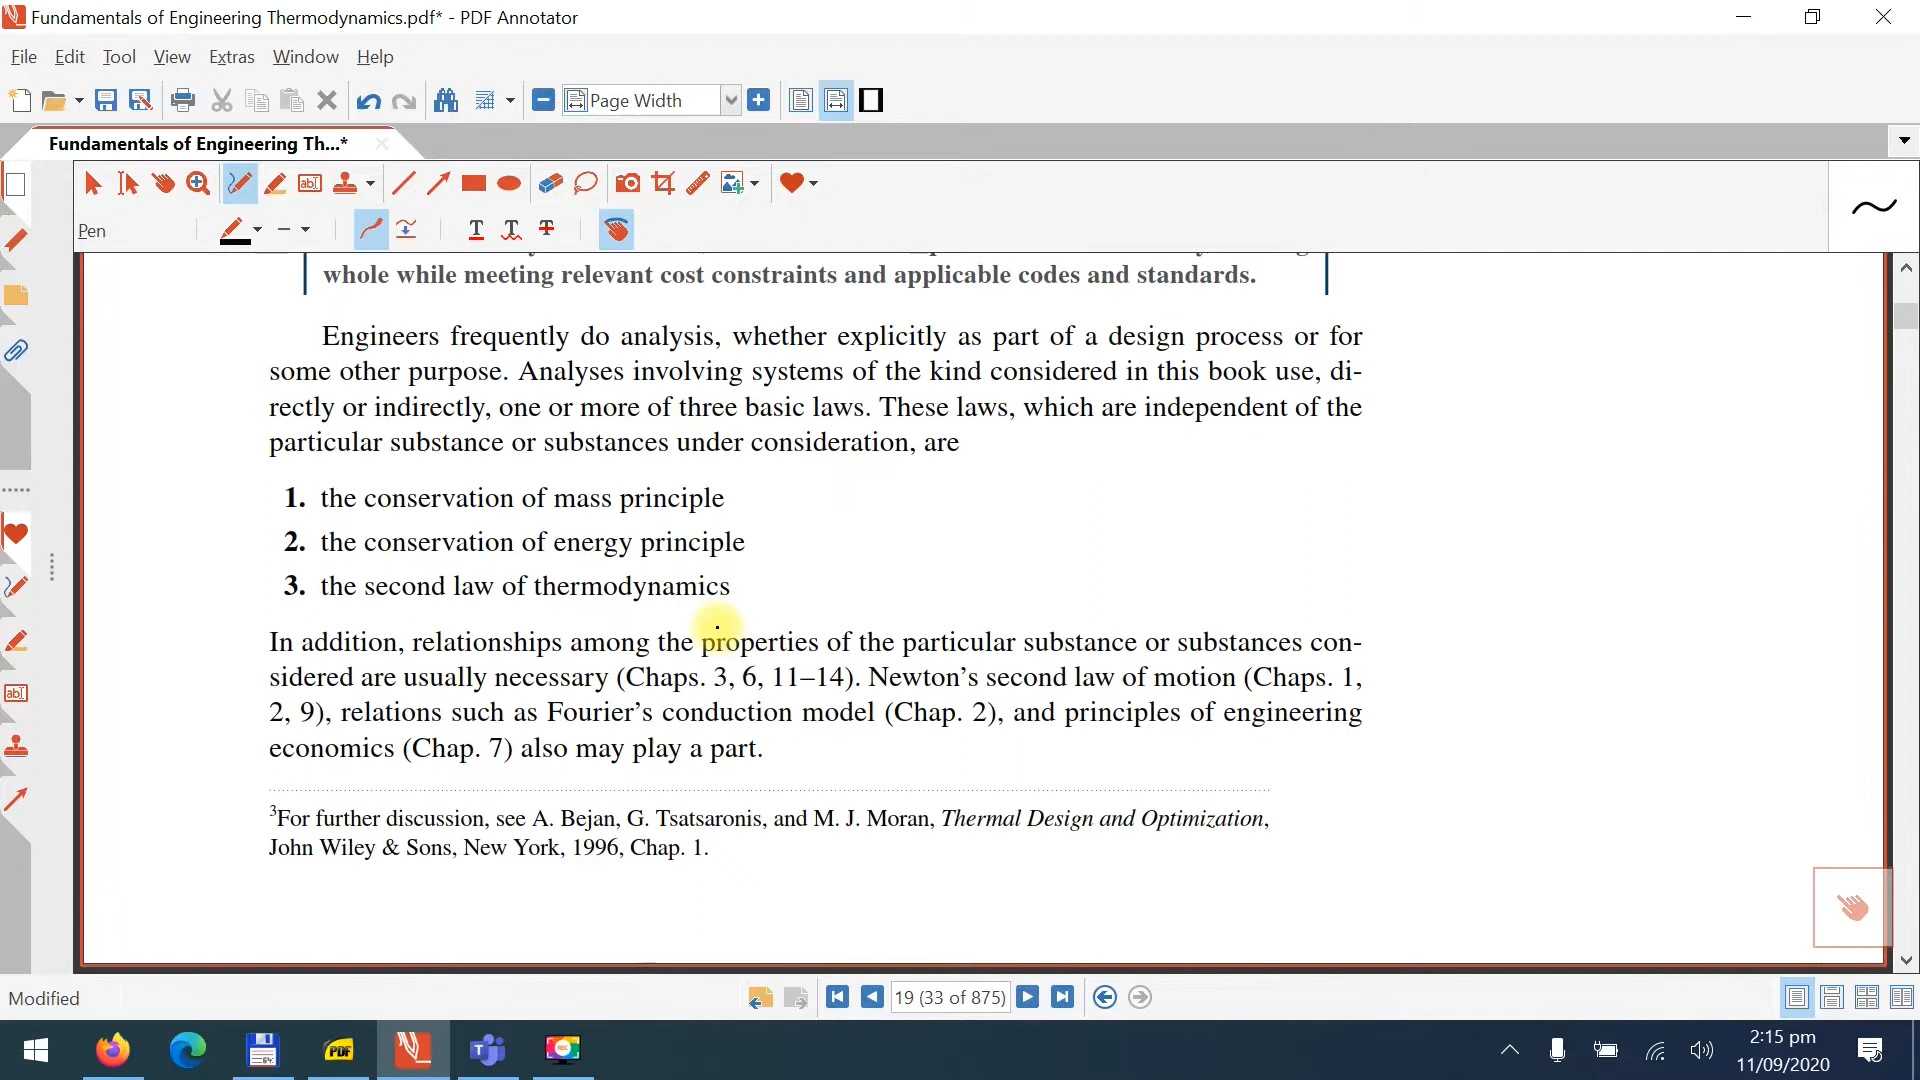 Fundamentals of Engineering Thermodynamics.pdf* - PDF Annotator
File Edit Tool View Extras Window Help
Page Width
Fundamentals of Engineering Th...*
Pen
whole while meeting relevant cost constraints and applicable codes and standards.
Engineers frequently do analysis, whether explicitly as part of a design process or for
some other purpose. Analyses involving systems of the kind considered in this book use, di-
rectly or indirectly, one or more of three basic laws. These laws, which are independent of the
particular substance or substances under consideration, are
1. the conservation of mass principle
2. the conservation of energy principle
3. the second law of thermodynamics
In addition, relationships among the properties of the particular substance or substances con-
sidered are usually necessary (Chaps. 3, 6, 11–14). Newton's second law of motion (Chaps. 1,
2, 9), relations such as Fourier's conduction model (Chap. 2), and principles of engineering
economics (Chap. 7) also may play a part.
3For further discussion, see A. Bejan, G. Tsatsaronis, and M. J. Moran, Thermal Design and Optimization,
John Wiley & Sons, New York, 1996, Chap. 1.
Modified
19 (33 of 875)
2:15 pm
11/09/2020